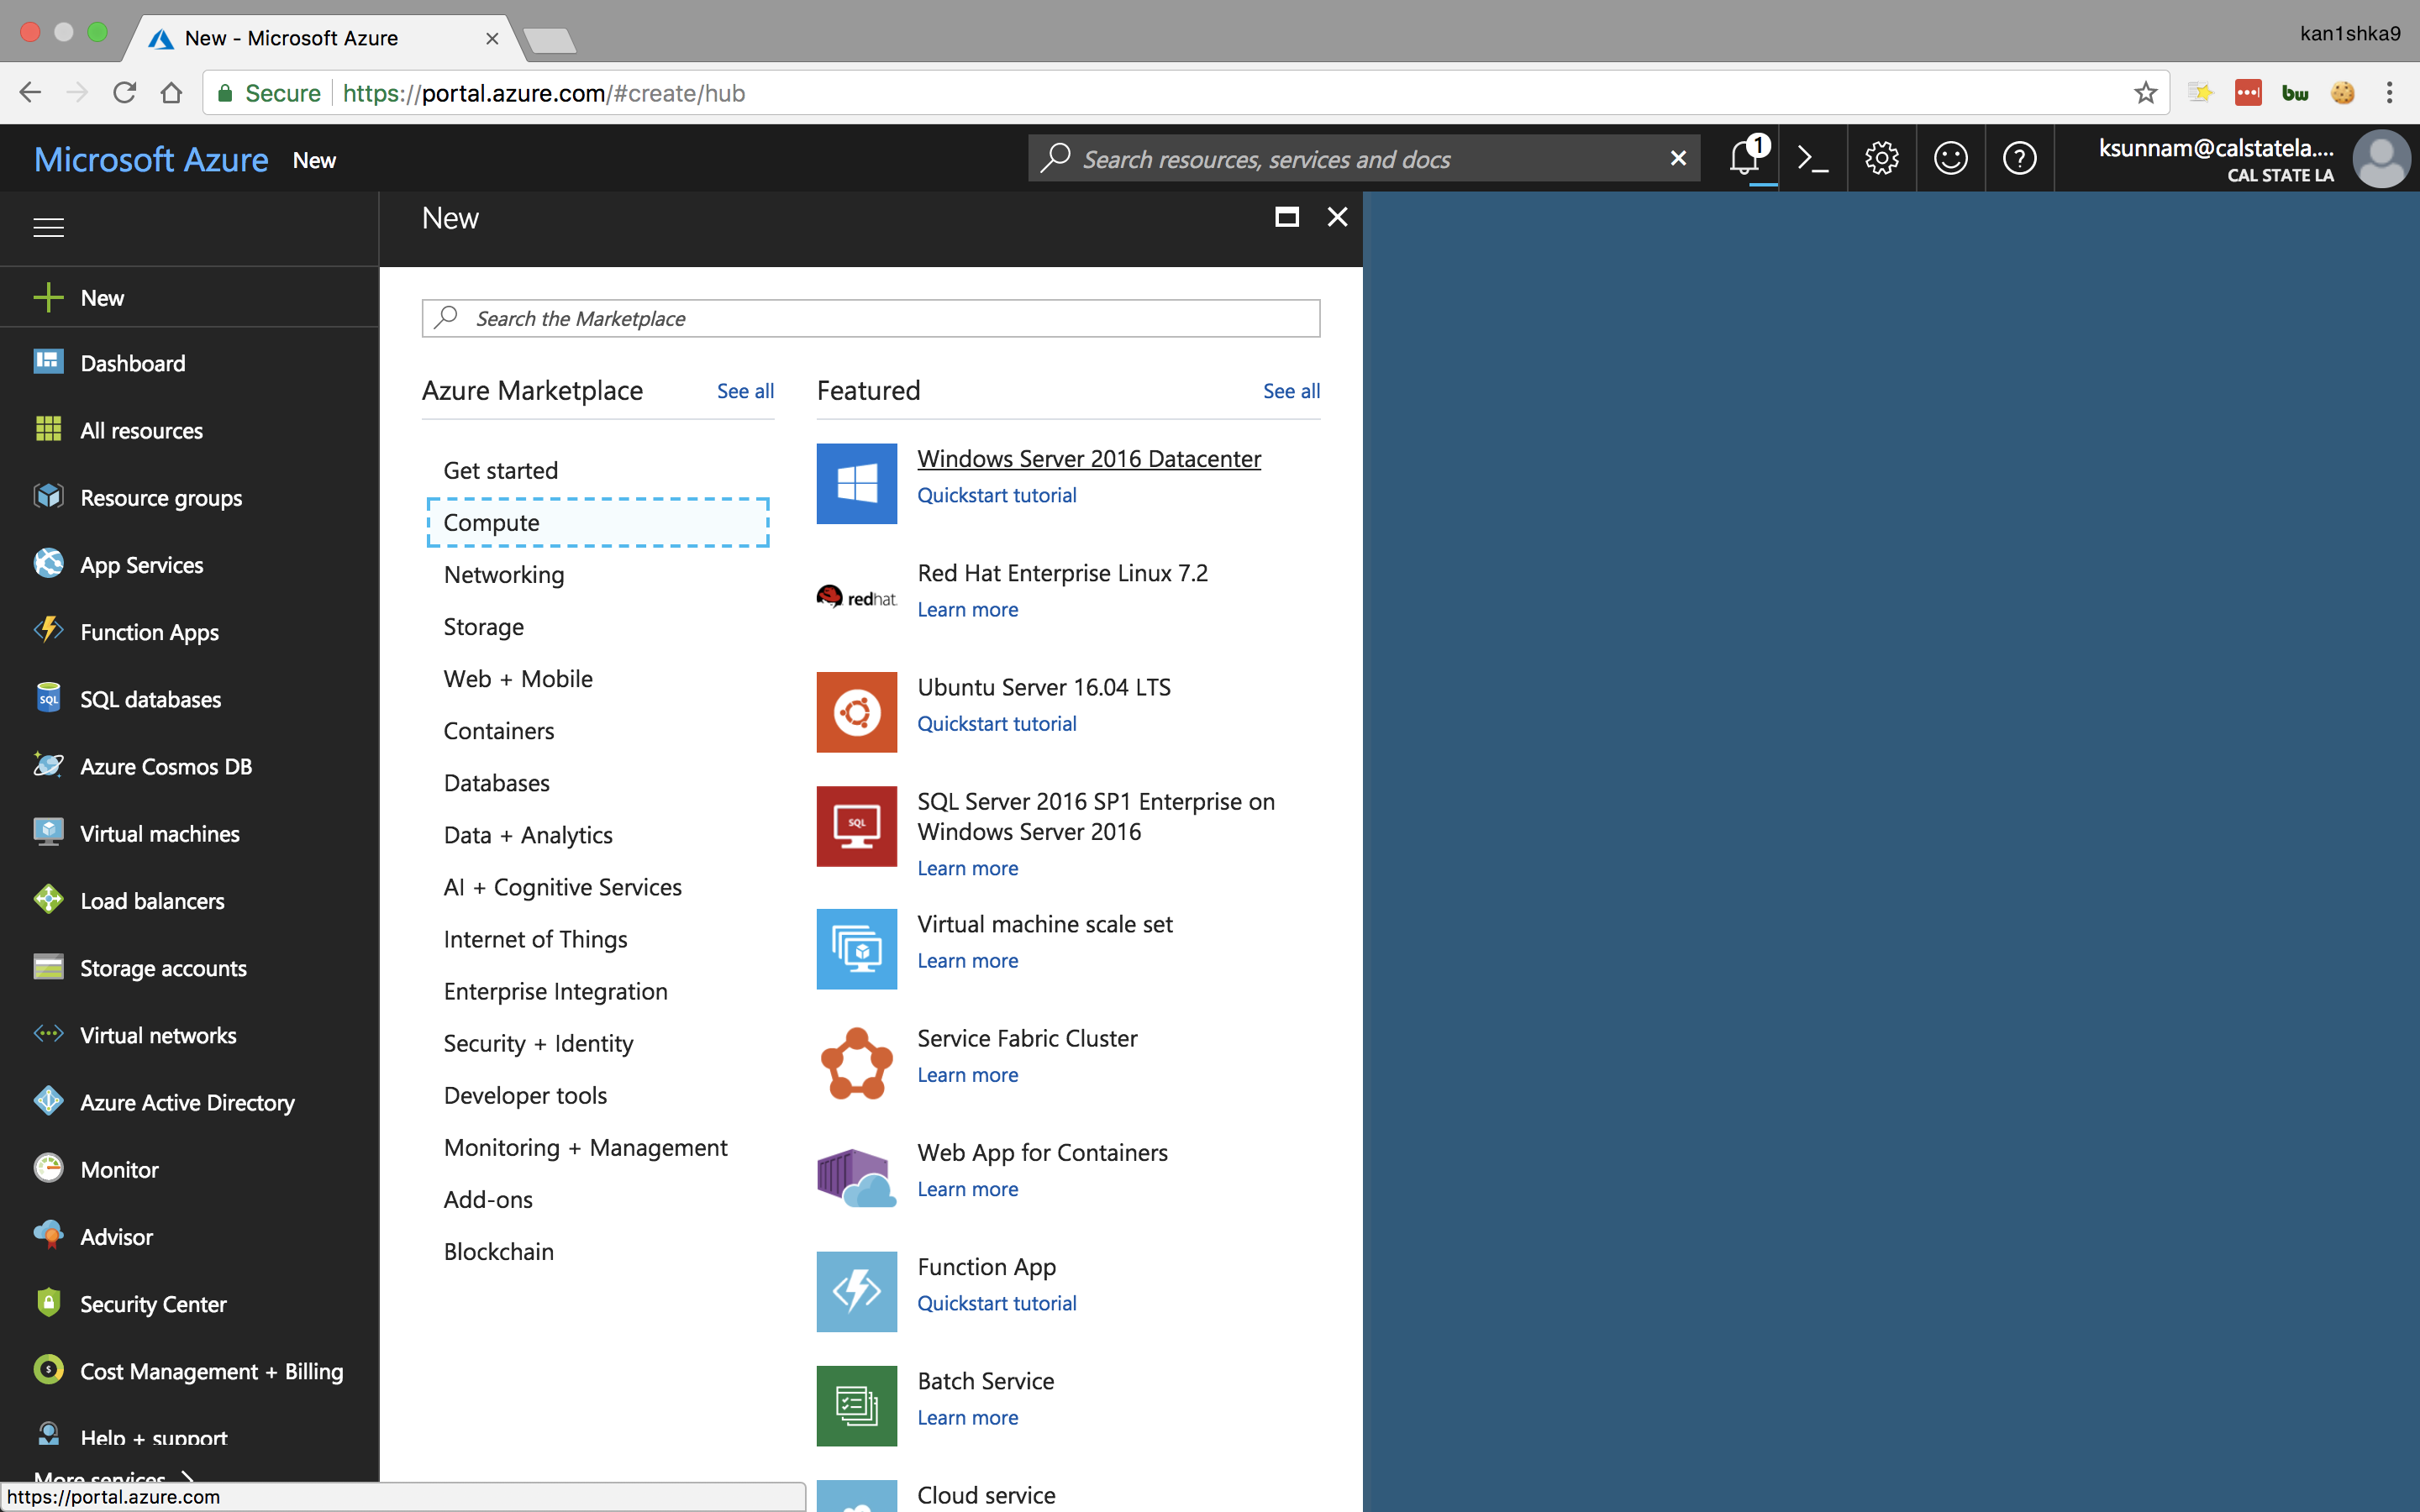 New - Microsoft Azure
kan1shka9
Secure https://portal.azure.com/#create/hub
bw
Microsoft Azure New
Search resources, services and docs
1
ksunnam@calstatela....
CAL STATE LA
New
New
Dashboard
All resources
Resource groups
App Services
Function Apps
SQL
SQL databases
Azure Cosmos DB
Virtual machines
Load balancers
Storage accounts
Virtual networks
Azure Active Directory
Monitor
Advisor
Security Center
Cost Management + Billing
Help + support
More services
https://portal.azure.com
Search the Marketplace
Azure Marketplace See all
Get started
Compute
Networking
Storage
Web + Mobile
Containers
Databases
Data + Analytics
AI + Cognitive Services
Internet of Things
Enterprise Integration
Security + Identity
Developer tools
Monitoring + Management
Add-ons
Blockchain
Featured See all
Windows Server 2016 Datacenter
Quickstart tutorial
redhat.
Red Hat Enterprise Linux 7.2
Learn more
Ubuntu Server 16.04 LTS
Quickstart tutorial
SQL
SQL Server 2016 SP1 Enterprise on
Windows Server 2016
Learn more
Virtual machine scale set
Learn more
Service Fabric Cluster
Learn more
Web App for Containers
Learn more
Function App
Quickstart tutorial
Batch Service
Learn more
Cloud service